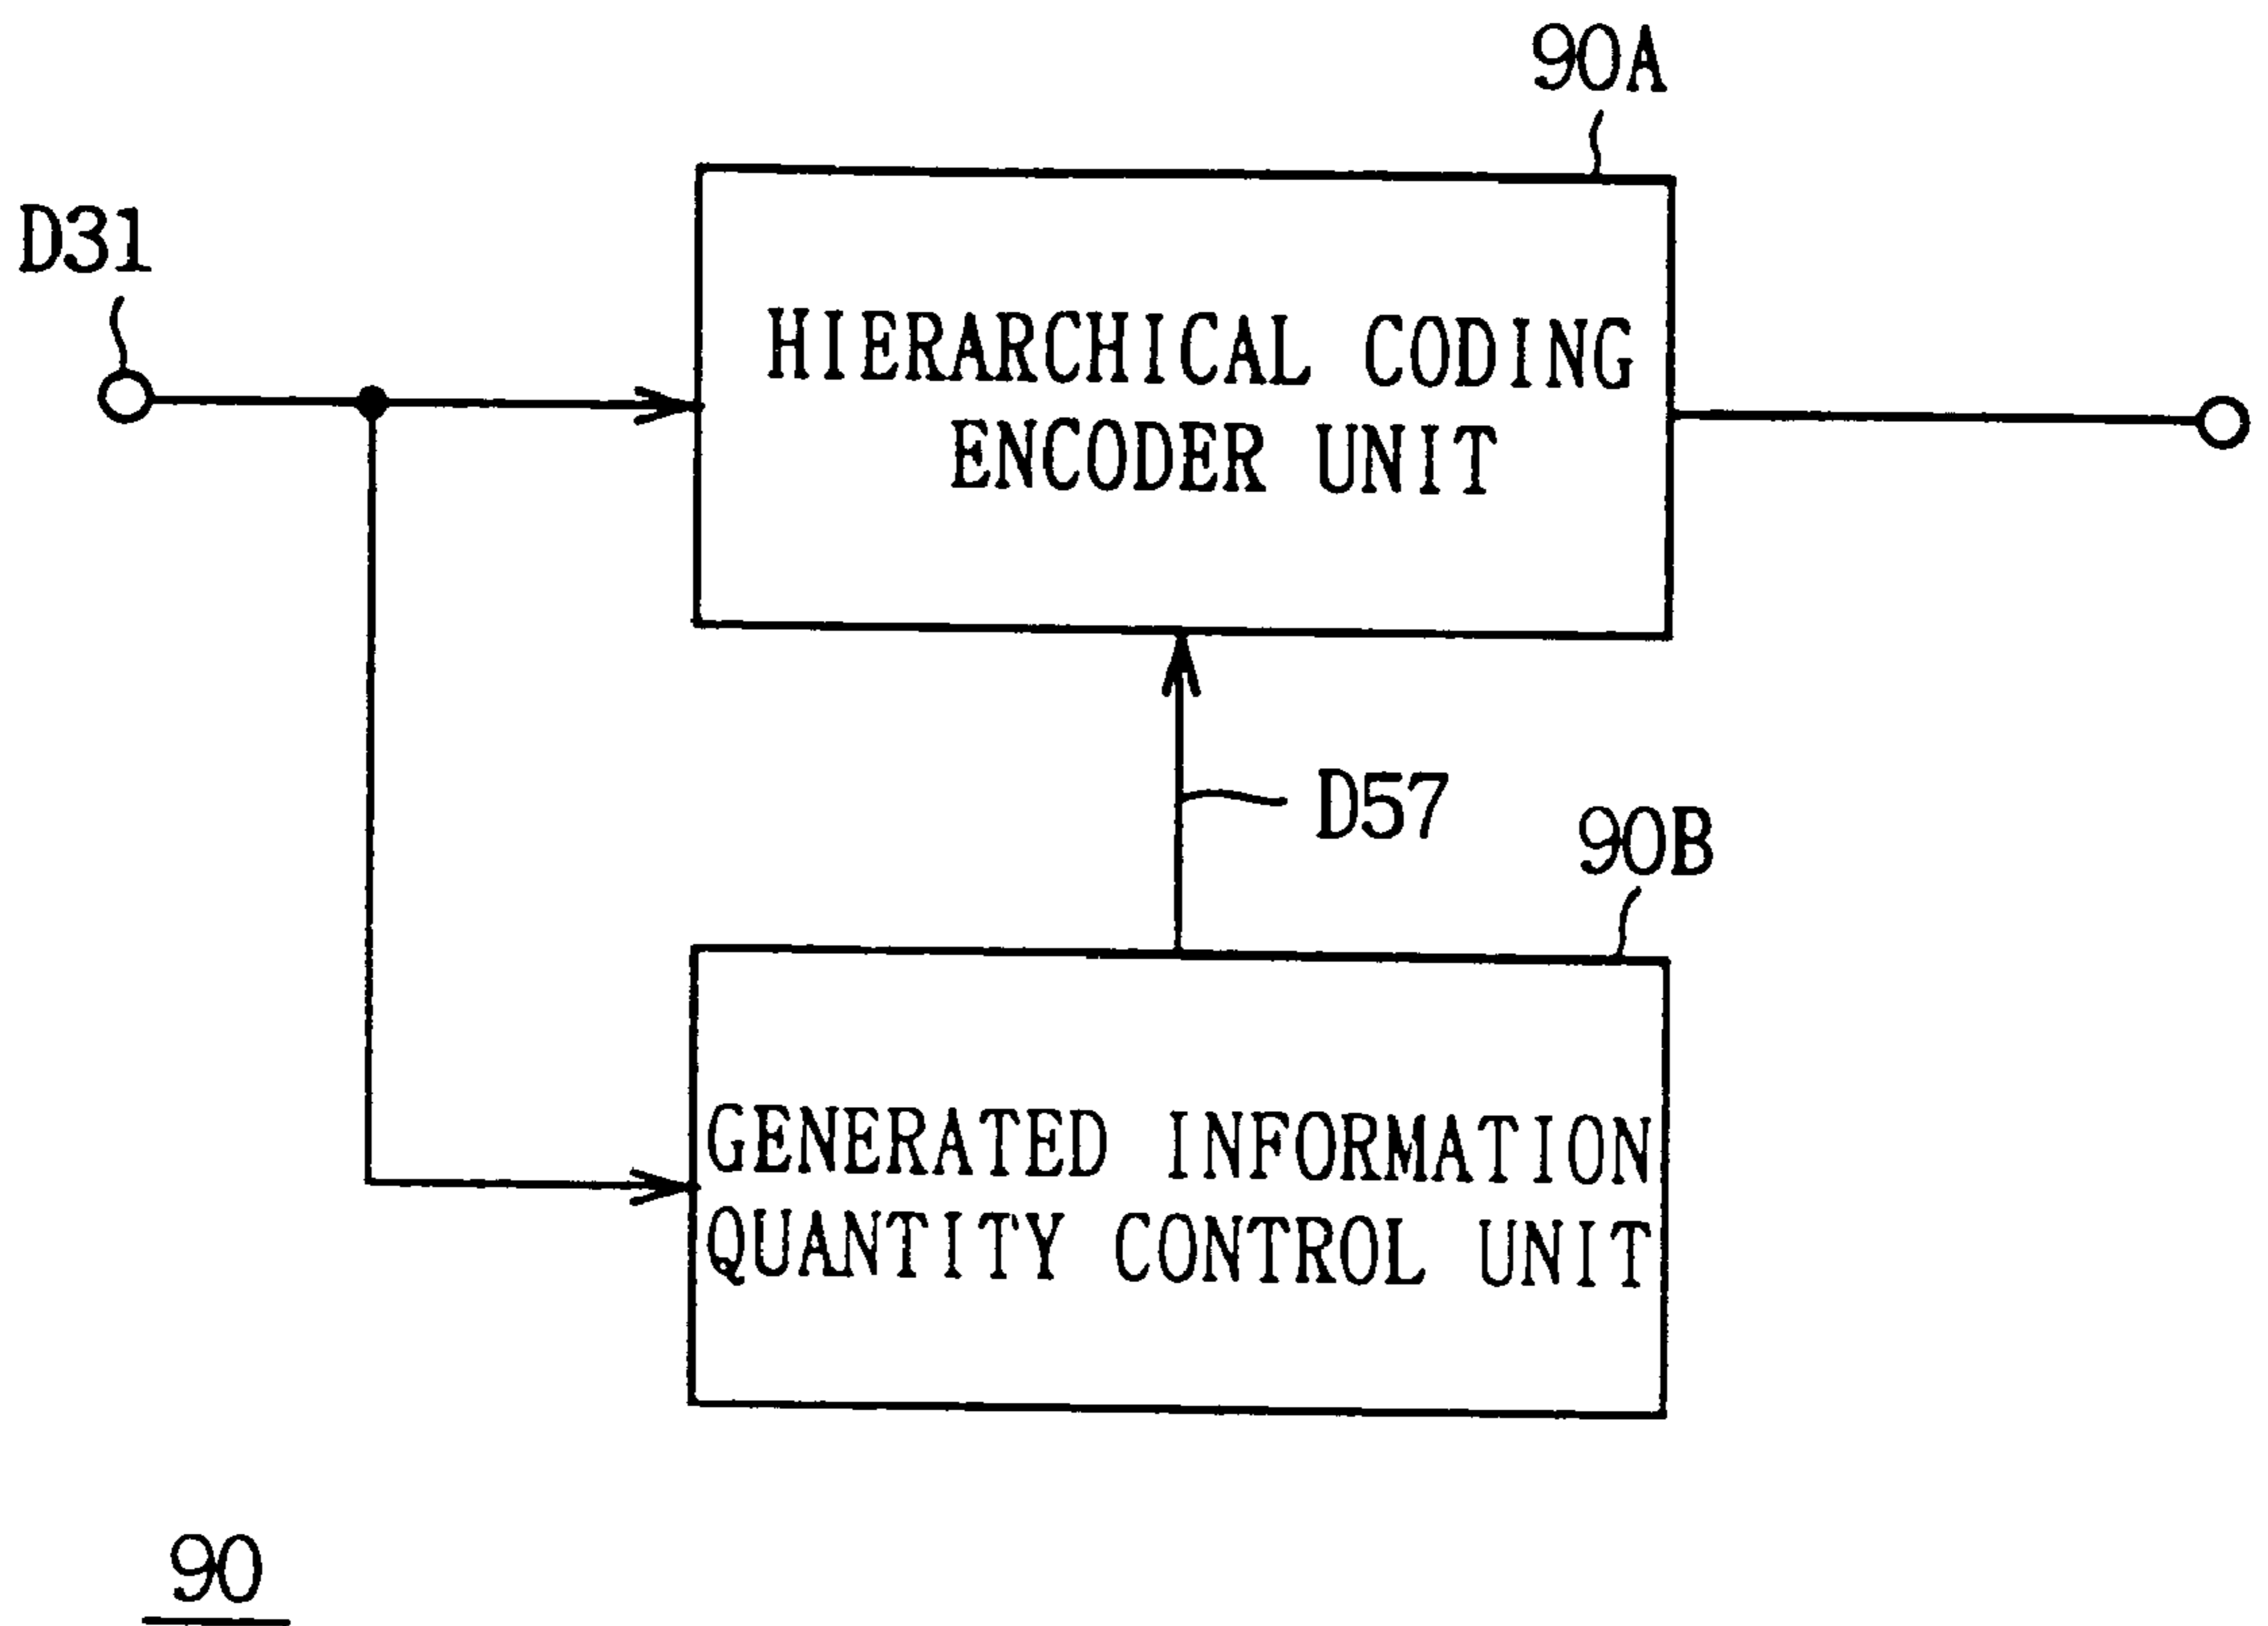 90A
D31
HIERARCHICAL CODING
ENCODER UNIT
D57
90B
GENERATED INFORMATION
QUANTITY CONTROL UNIT
90